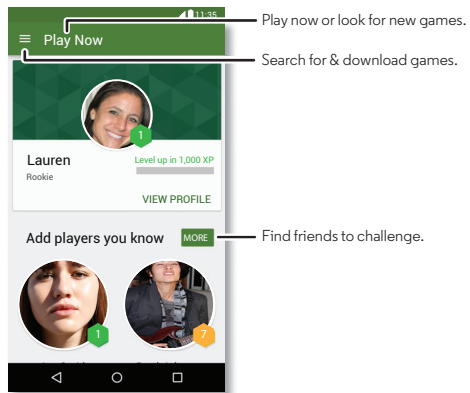 11:35
Play Now
Play now or look for new games.
Search for & download games.
1
Lauren
Level up in 1,000 XP
Rookie
VIEW PROFILE
Add players you know
MORE
Find friends to challenge.
1
7